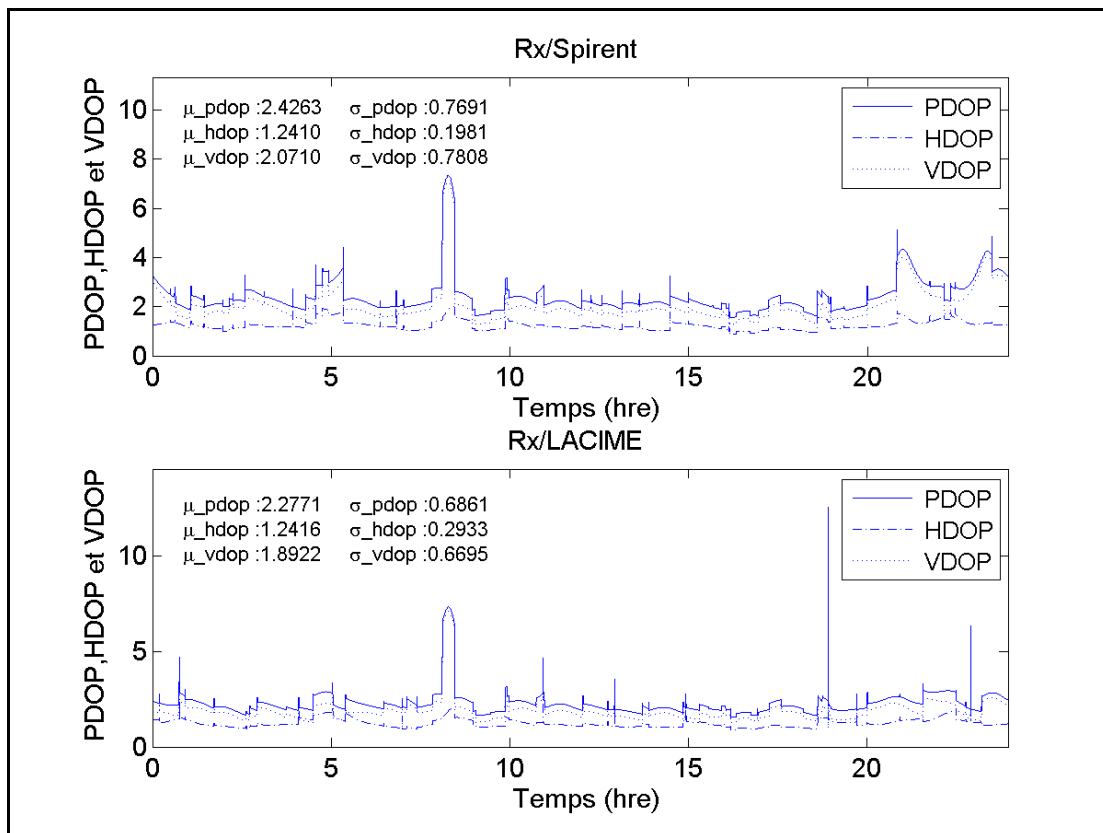 Rx/Spirent
PDOP,HDOP et VDOP
10
8
6
4
2
0
μ_pdop :2.4263 σ_pdop :0.7691
μ_hdop :1.2410 σ_hdop :0.1981
μ_vdop :2.0710 σ_vdop :0.7808
PDOP
HDOP
VDOP
0 5 10 15 20
Temps (hre)
Rx/LACIME
PDOP,HDOP et VDOP
10
5
0
μ_pdop :2.2771 σ_pdop :0.6861
μ_hdop :1.2416 σ_hdop :0.2933
μ_vdop :1.8922 σ_vdop :0.6695
PDOP
HDOP
VDOP
0 5 10 15 20
Temps (hre)